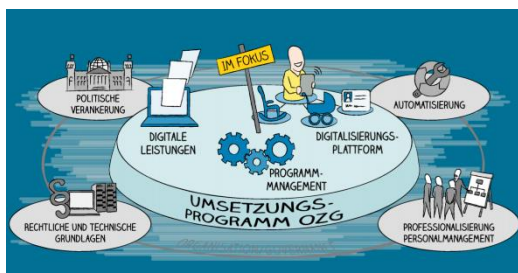 IM FOKUS
POLITISCHE
VERANKERUNG
AUTOMATISIERUNG
DIGITALE
LEISTUNGEN
DIGITALISIERUNGS-
PLATTFORM
PROGRAMM-
MANAGEMENT
UMSETZUNGS-
PROGRAMM OZG
RECHTLICHE UND TECHNISCHE
GRUNDLAGEN
PROFESSIONALISIERUNG
PERSONALMANAGEMENT